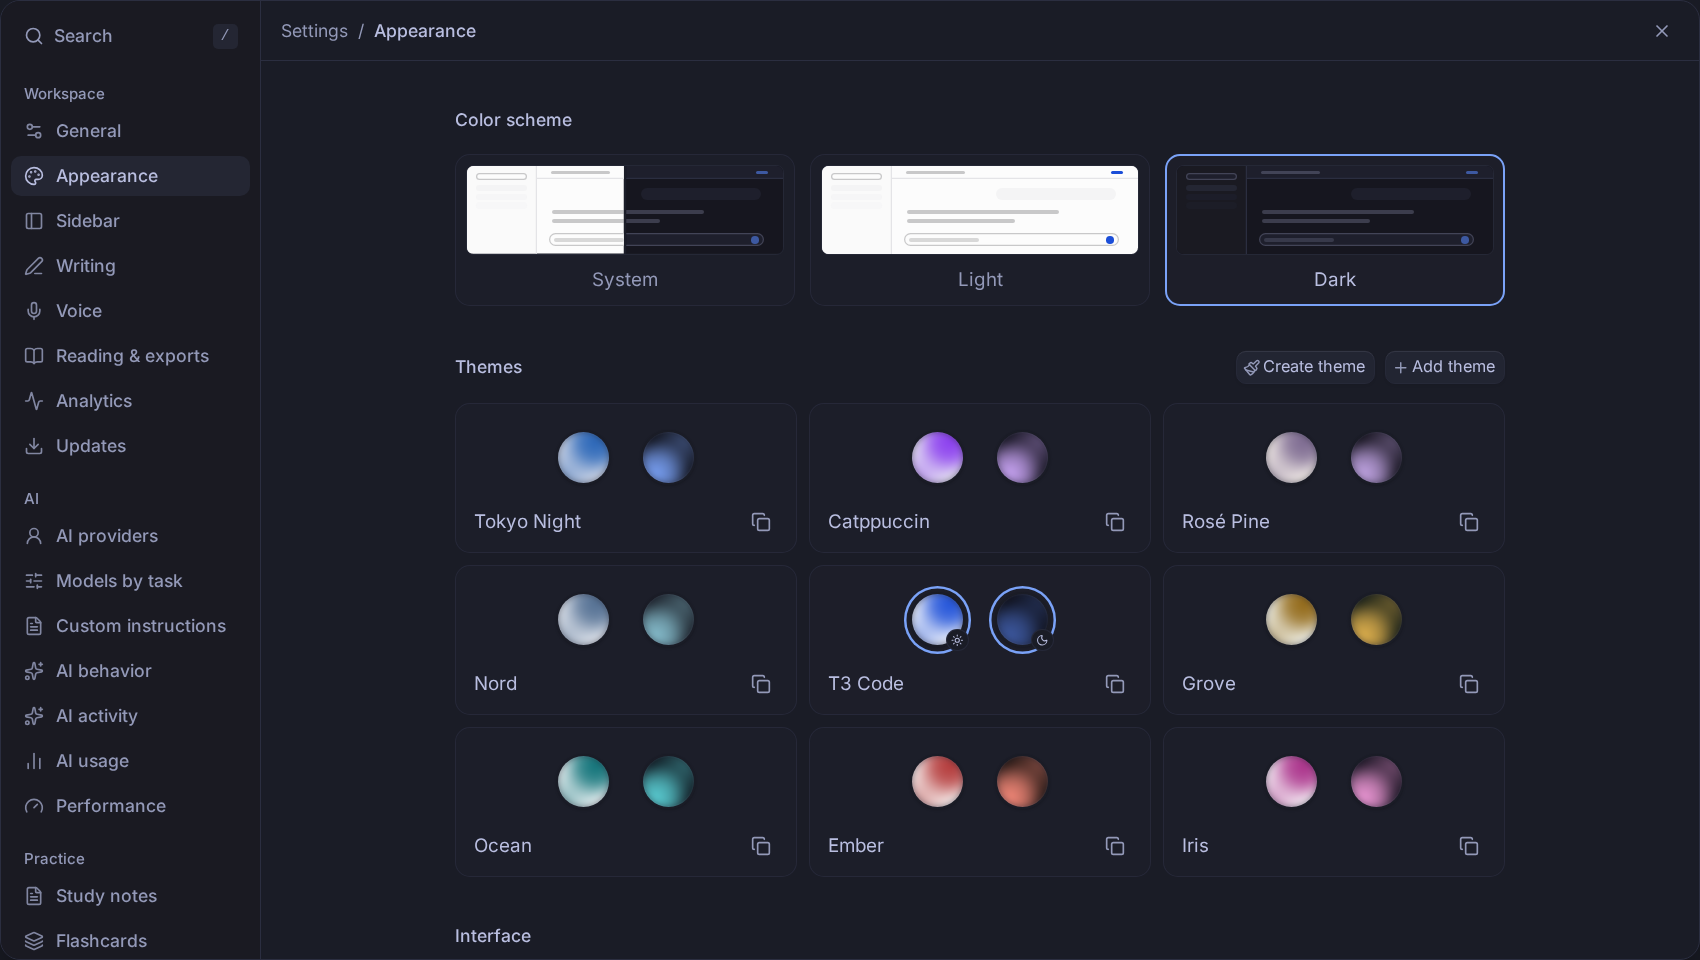 Search /
Workspace
General
Appearance
Sidebar
Writing
Voice
Reading & exports
Analytics
Updates
AI
AI providers
Models by task
Custom instructions
AI behavior
AI activity
AI usage
Performance
Practice
Study notes
Flashcards
Settings / Appearance
Color scheme
System
Light
Dark
Themes
Create theme
Add theme
Tokyo Night
Catppuccin
Rosé Pine
Nord
T3 Code
Grove
Ocean
Ember
Iris
Interface